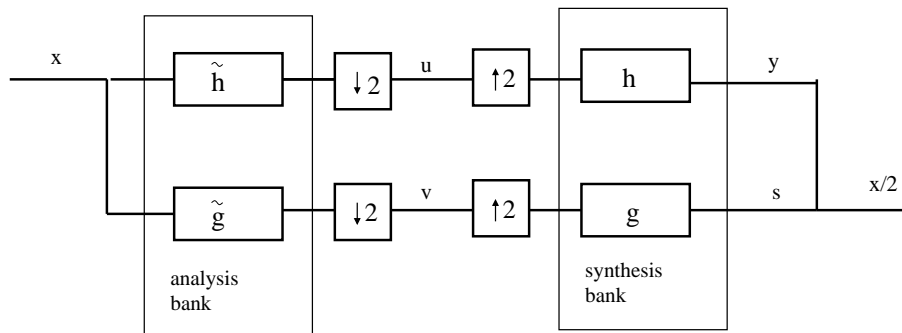 x
h̃
↓2
u
↑2
h
y
g̃
↓2
v
↑2
g
s
x/2
analysis
bank
synthesis
bank